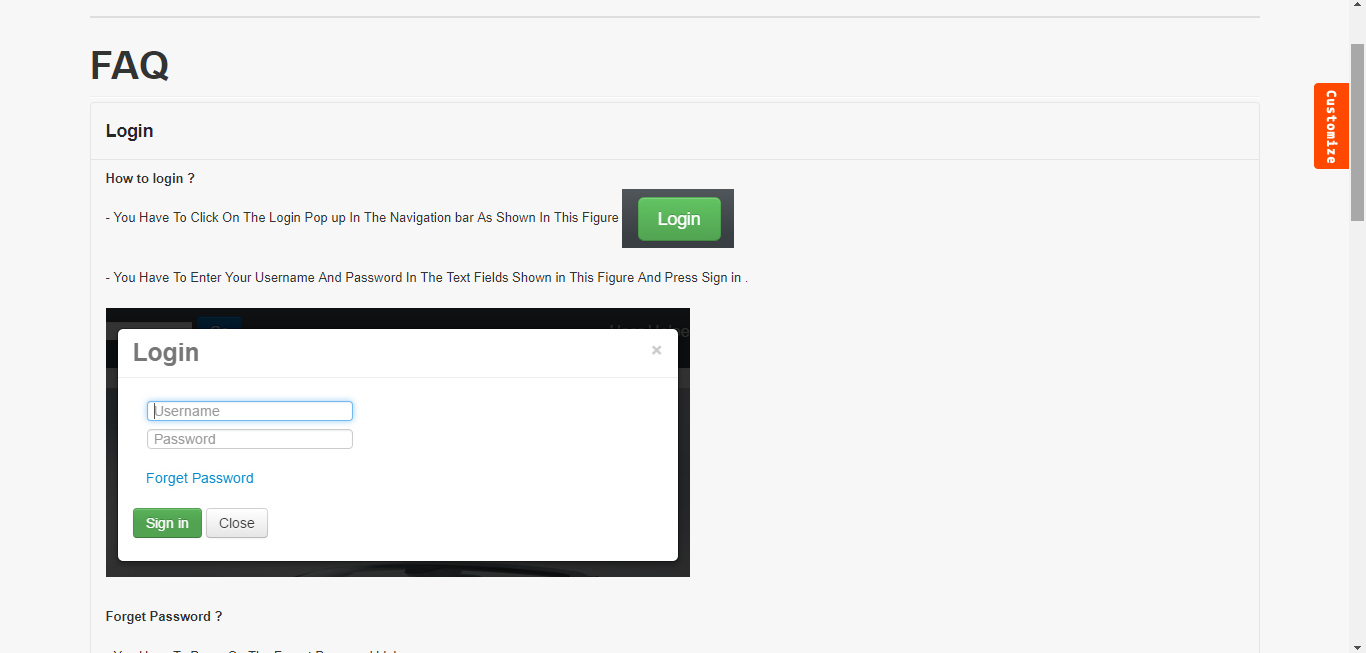 FAQ
Customize
Login
How to login ?
- You Have To Click On The Login Pop up In The Navigation bar As Shown In This Figure
Login
- You Have To Enter Your Username And Password In The Text Fields Shown in This Figure And Press Sign in .
Login
×
Username
Password
Forget Password
Sign in
Close
Forget Password ?